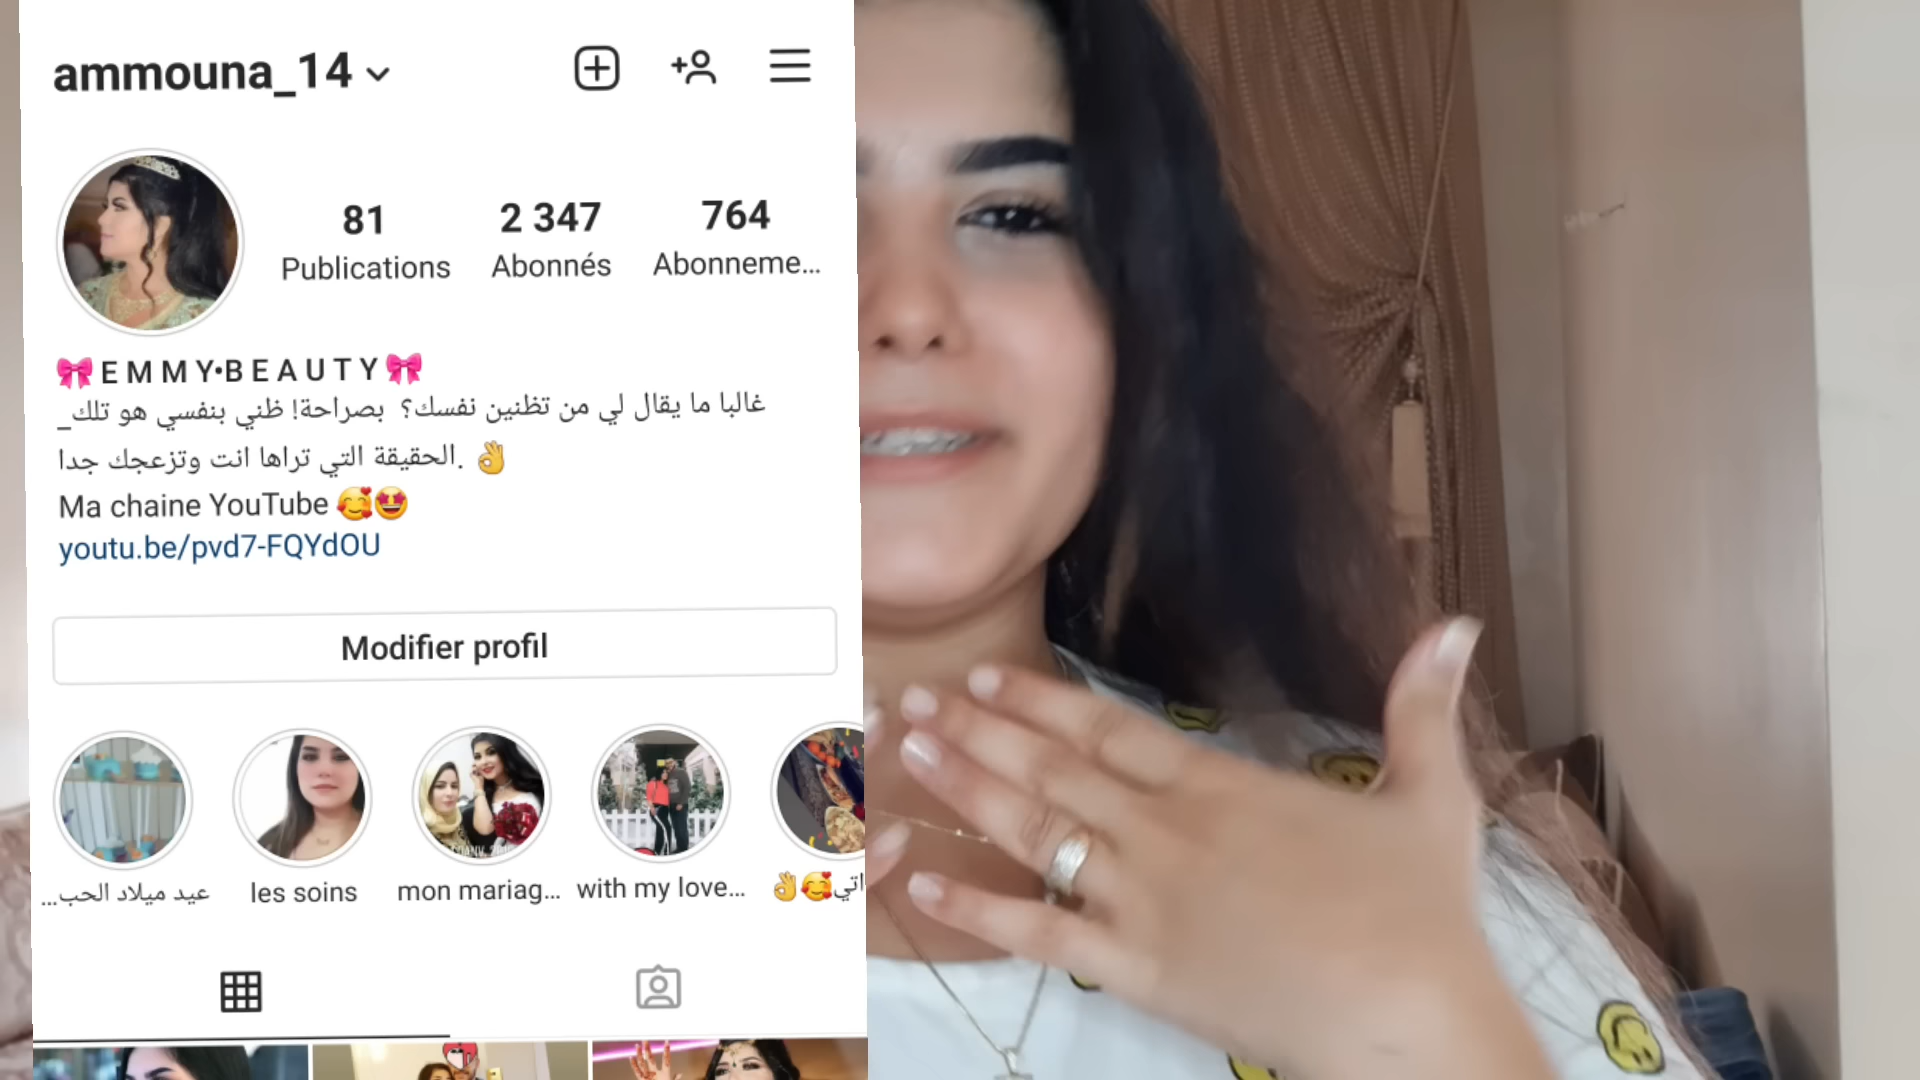 ammouna_14
81
2 347
764
Publications
Abonnés
Abonneme...
🎀 E M M Y•B E A U T Y 🎀
غالبا ما يقال لي من تظنين نفسك؟ بصراحة! ظني بنفسي هو تلك_
الحقيقة التي تراها انت وتزعجك جدا. 👌
Ma chaine YouTube 🥰🤩
youtu.be/pvd7-FQYdOU
Modifier profil
عيد ميلاد الحب...
les soins
mon mariag...
with my love...